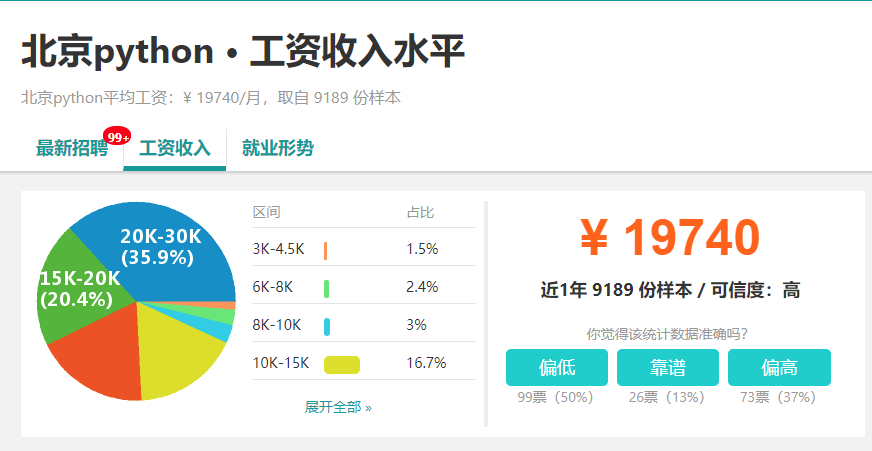 北京python • 工资收入水平
北京python平均工资：¥ 19740/月，取自 9189 份样本
最新招聘 99+ 工资收入 就业形势
20K-30K
(35.9%)
15K-20K
(20.4%)
区间 占比
3K-4.5K 1.5%
6K-8K 2.4%
8K-10K 3%
10K-15K 16.7%
展开全部 »
¥ 19740
近1年 9189 份样本 / 可信度：高
你觉得该统计数据准确吗?
偏低 靠谱 偏高
99票（50%） 26票（13%） 73票（37%）